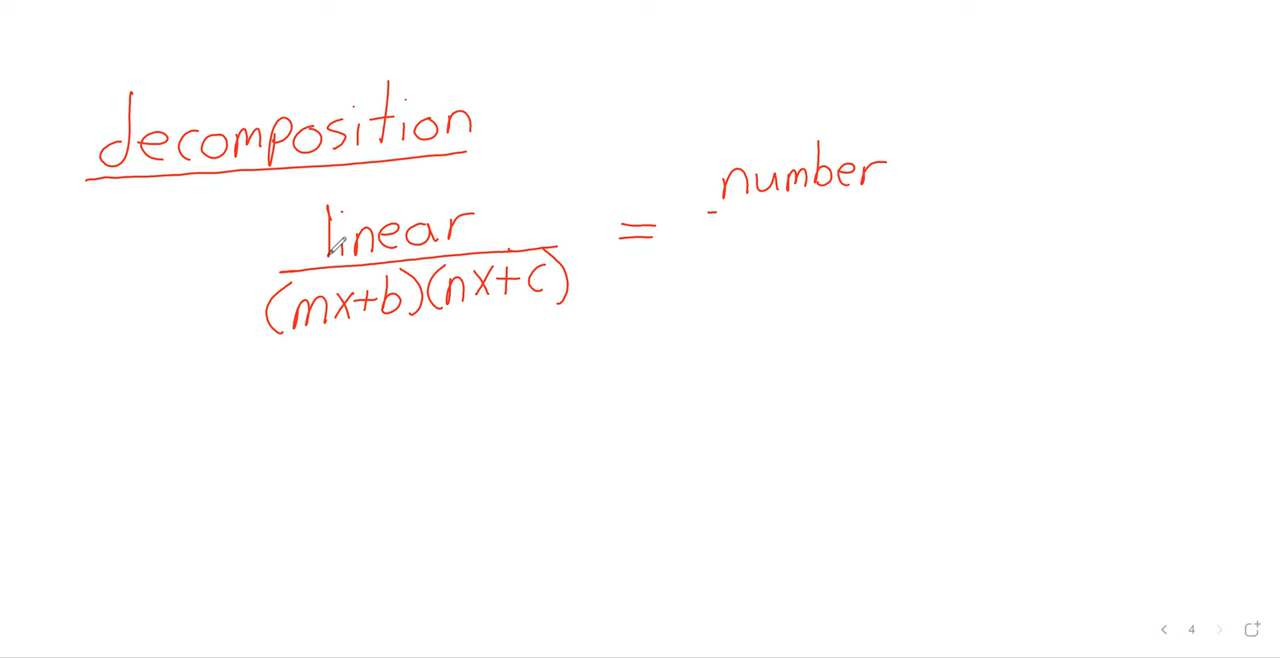 decomposition
linear = number
(mx+b)(nx+c)
4